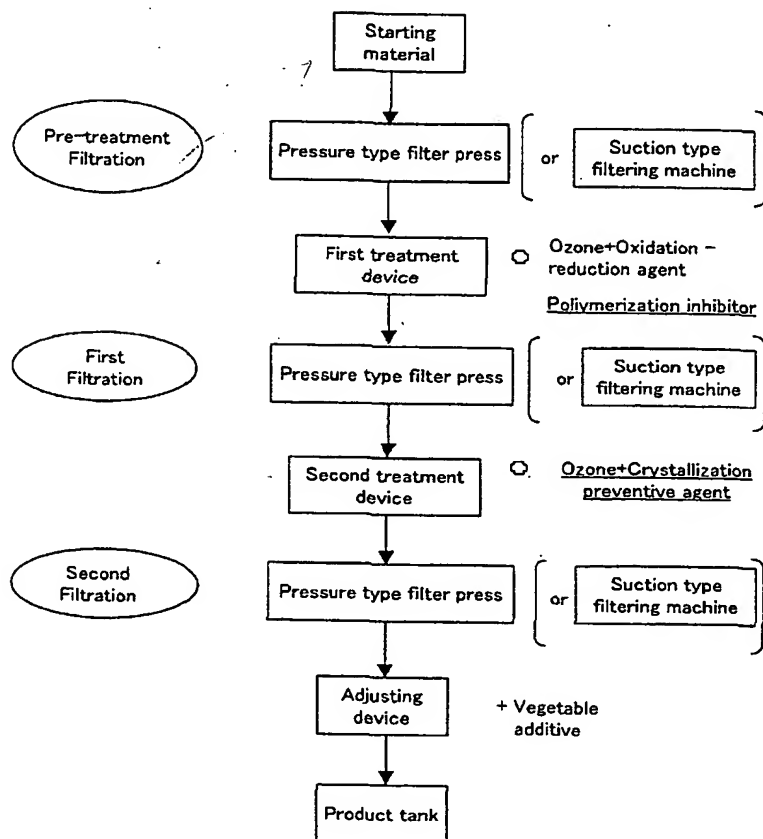 Starting
material
Pre-treatment
Filtration
Pressure type filter press
or
Suction type
filtering machine
First treatment
device
Ozone+Oxidation -
reduction agent
Poliymerization inhibitor
First
Filtration
Pressure type filter press
or
Suction type
filtering machine
Second treatment
device
Ozone+Crystallization
preventive agent
Second
Filtration
Pressure type filter press
or
Suction type
filtering machine
Adjusting
device
+ Vegetable
additive
Product tank